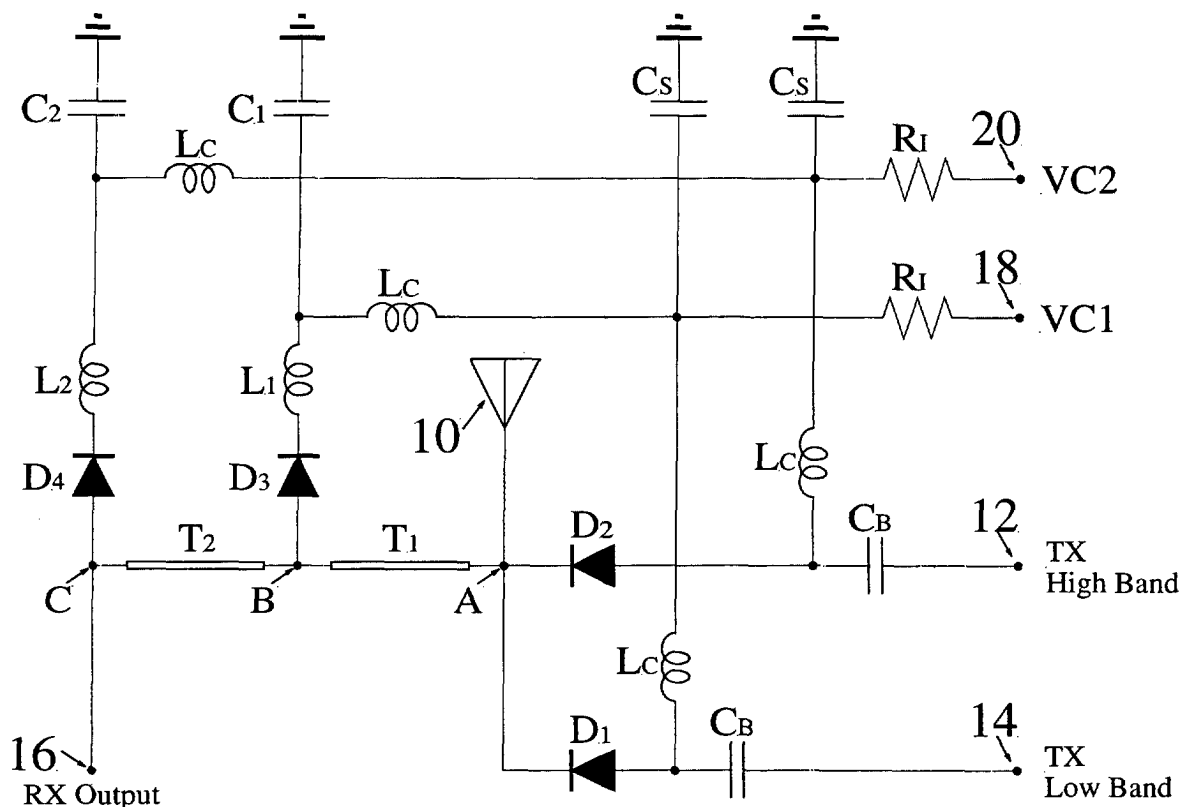 C2
C1
CS
CS
LC
RI
20
VC2
LC
RI
18
VC1
L2
L1
10
LC
D4
D3
D2
CB
12
TX
High Band
T2
T1
C
B
A
LC
D1
CB
14
TX
Low Band
16
RX Output